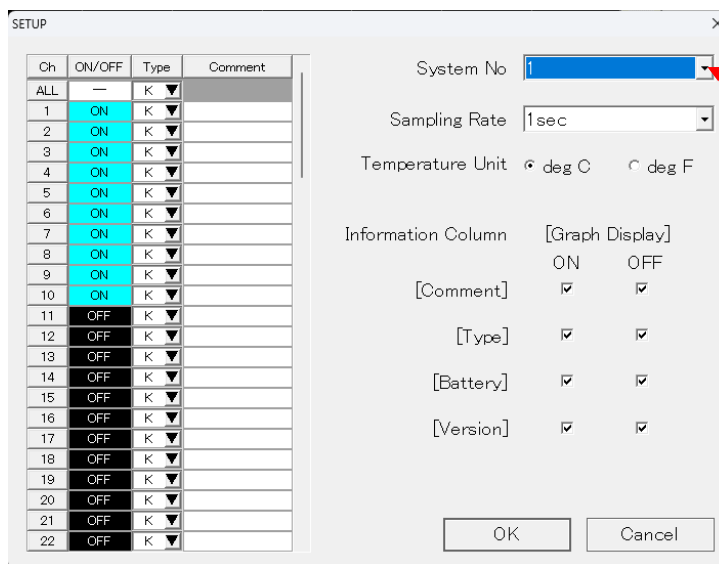 SETUP
Ch ON/OFF Type Comment
ALL — K
1 ON K
2 ON K
3 ON K
4 ON K
5 ON K
6 ON K
7 ON K
8 ON K
9 ON K
10 ON K
11 OFF K
12 OFF K
13 OFF K
14 OFF K
15 OFF K
16 OFF K
17 OFF K
18 OFF K
19 OFF K
20 OFF K
21 OFF K
22 OFF K
System No 1
Sampling Rate 1sec
Temperature Unit deg C deg F
Information Column [Graph Display]
ON OFF
[Comment]
[Type]
[Battery]
[Version]
OK Cancel